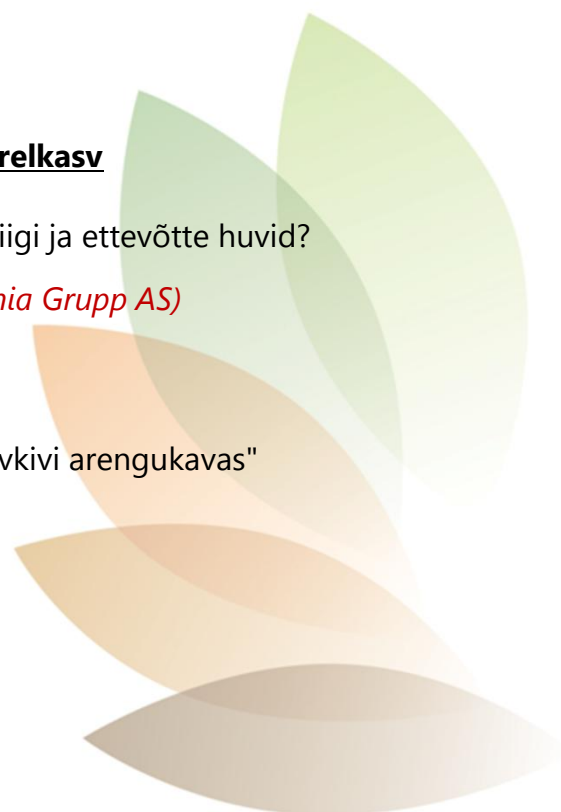 relkasv
iigi ja ettevõtte huvid?
nia Grupp AS)
vkivi arengukavas"